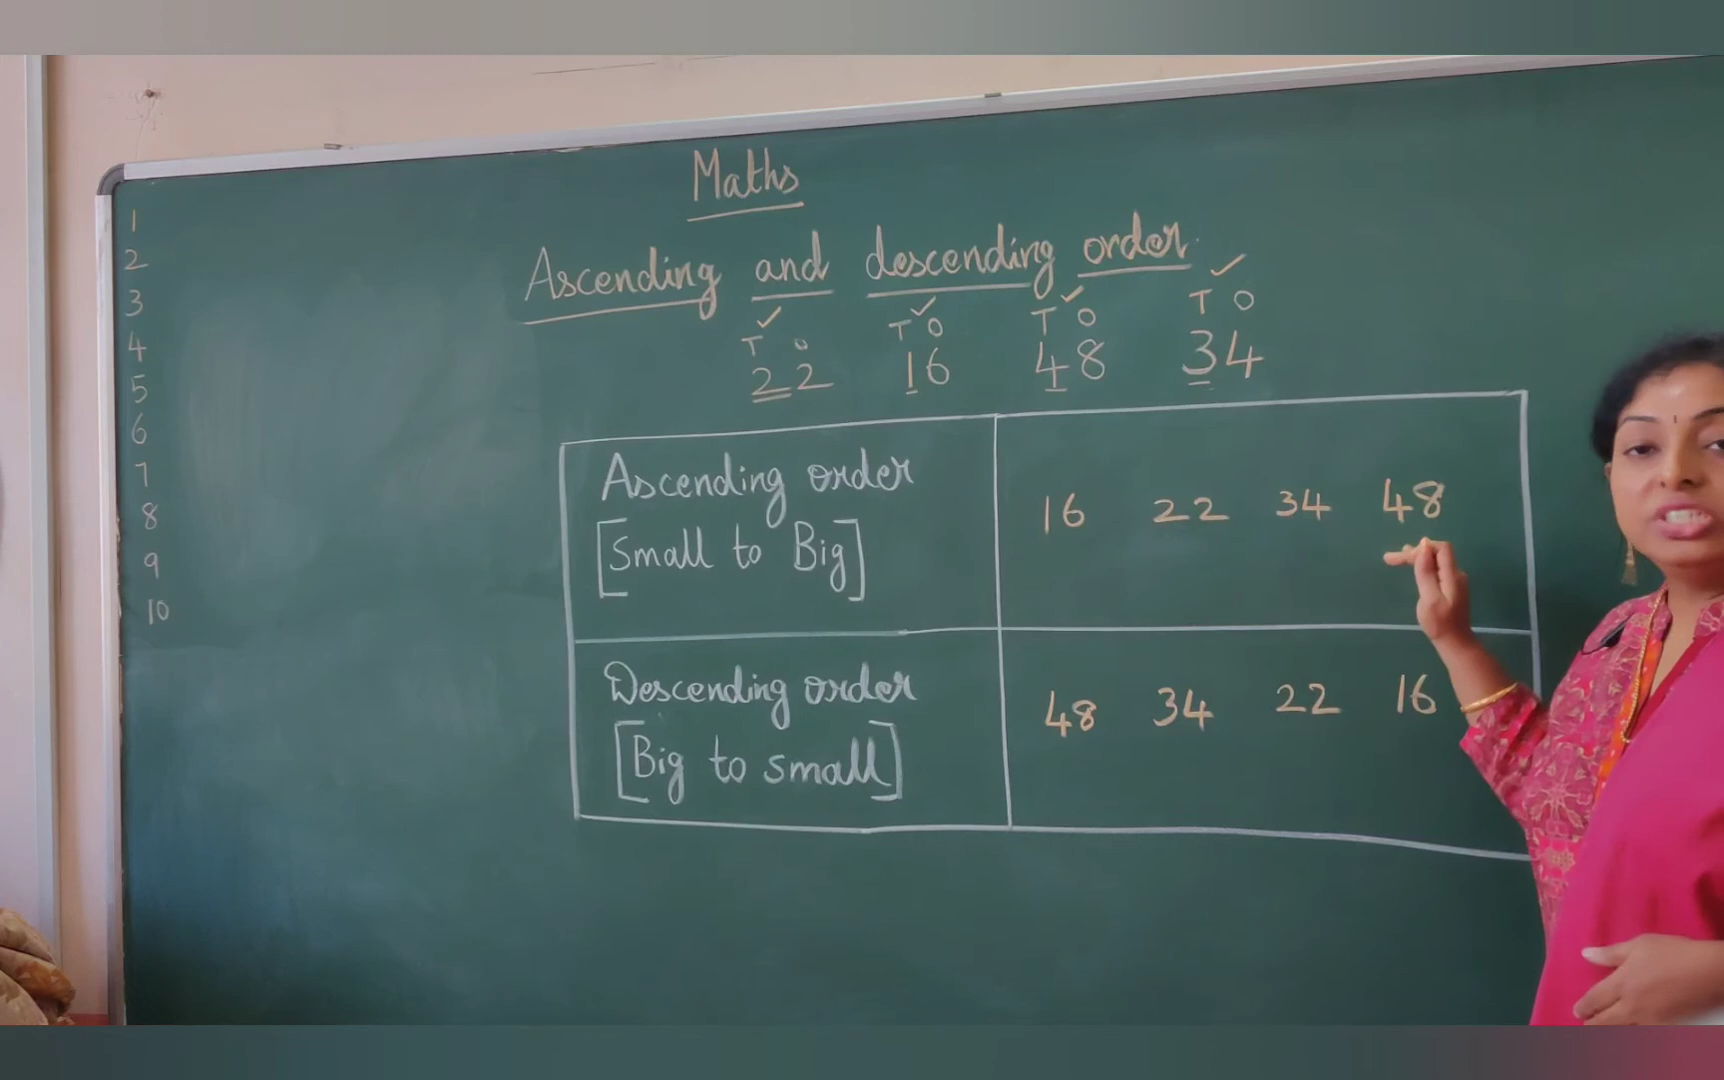 Maths
Ascending and descending order
T O T O T O T O
22 16 48 34
1
2
3
4
5
6
7
8
9
10
Ascending order
[Small to Big]
16 22 34 48
Descending order
[Big to small]
48 34 22 16